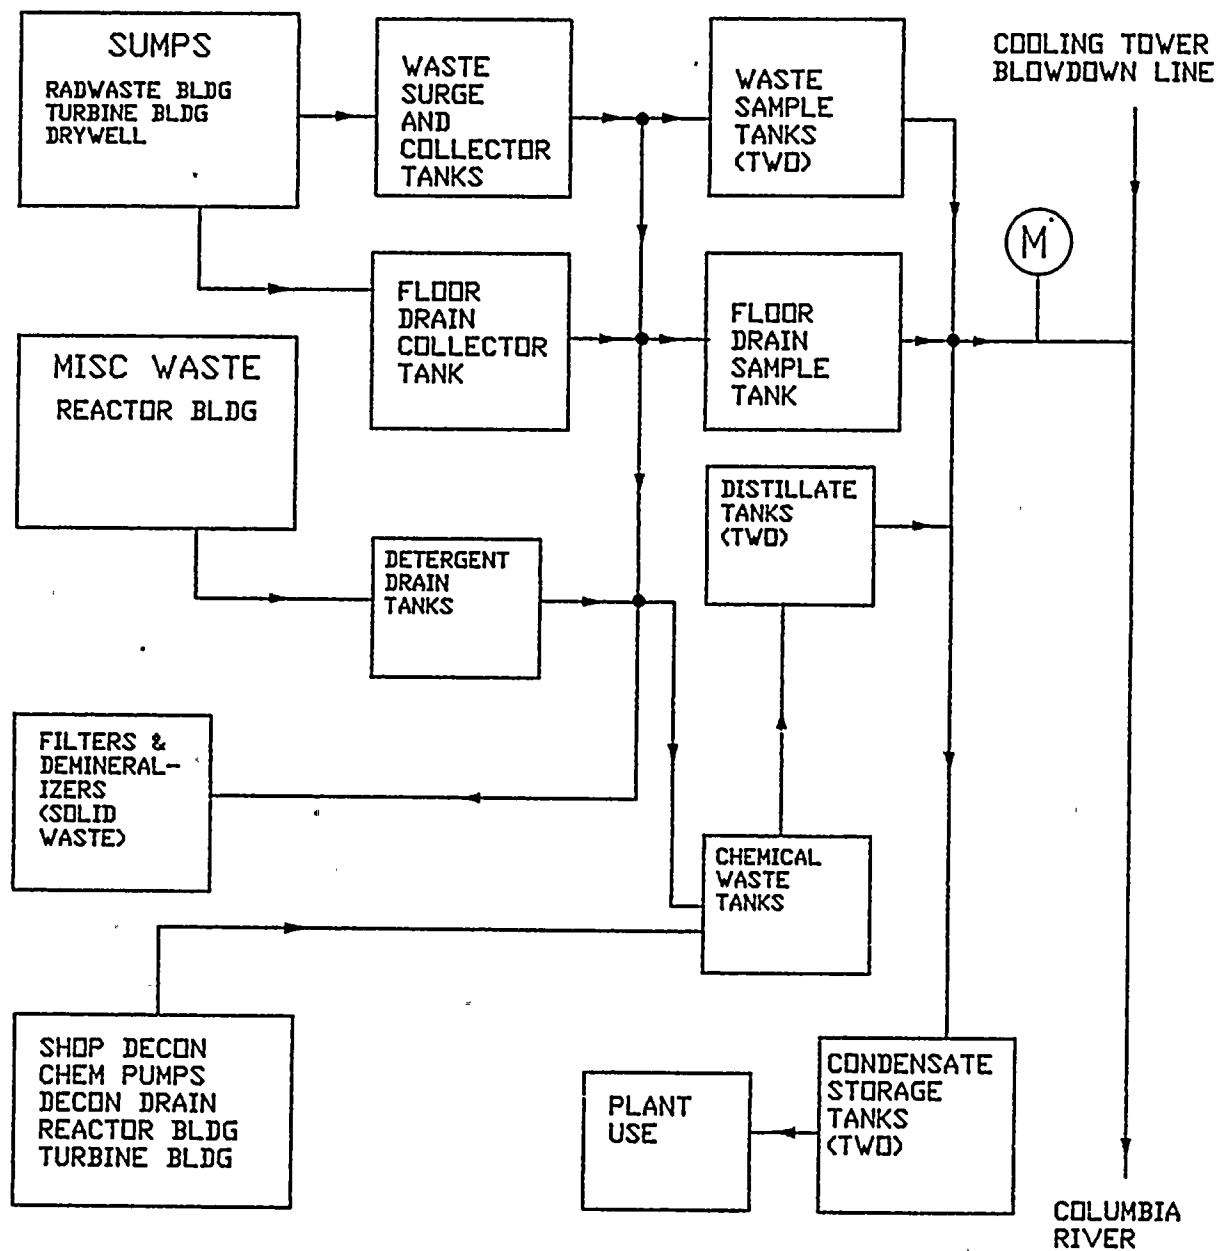 SUMPS
RADWASTE BLDG
TURBINE BLDG
DRYWELL
WASTE
SURGE
AND
COLLECTOR
TANKS
WASTE
SAMPLE
TANKS
(TWO)
COOLING TOWER
BLOWDOWN LINE
M
FLOOR
DRAIN
COLLECTOR
TANK
FLOOR
DRAIN
SAMPLE
TANK
MISC WASTE
REACTOR BLDG
DISTILLATE
TANKS
(TWO)
DETERGENT
DRAIN
TANKS
FILTERS &
DEMINERAL-
IZERS
(SOLID
WASTE)
CHEMICAL
WASTE
TANKS
SHOP DECON
CHEM PUMPS
DECON DRAIN
REACTOR BLDG
TURBINE BLDG
PLANT
USE
CONDENSATE
STORAGE
TANKS
(TWO)
COLUMBIA
RIVER